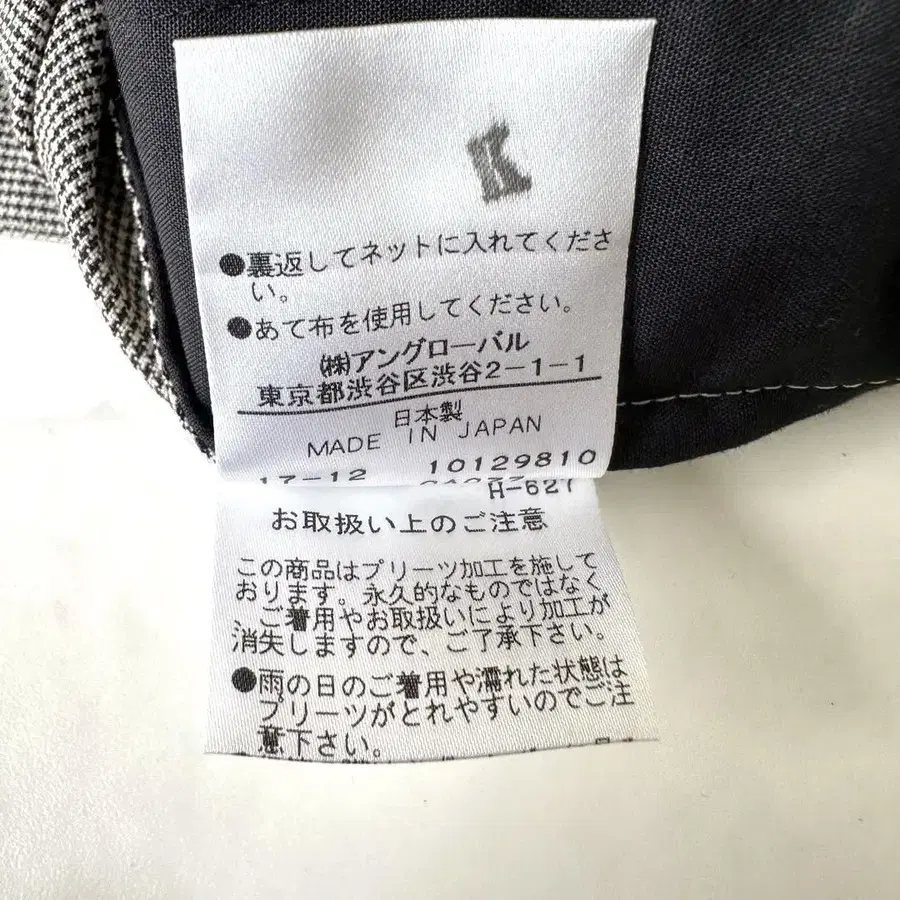 K
●裏返してネットに入れてくださ
い。
●あて布を使用してください。
㈱アングローバル
東京都渋谷区渋谷2-1-1
日本製
MADE IN JAPAN
17-12 10129810
H-627
お取扱い上のご注意
この商品はプリーツ加工を施して
おります。永久的なものではなく
、ご着用やお取扱いにより加工が
消失しますので、ご了承下さい。
●雨の日のご着用や濡れた状態は
プリーツがとれやすいのでご注
意下さい。